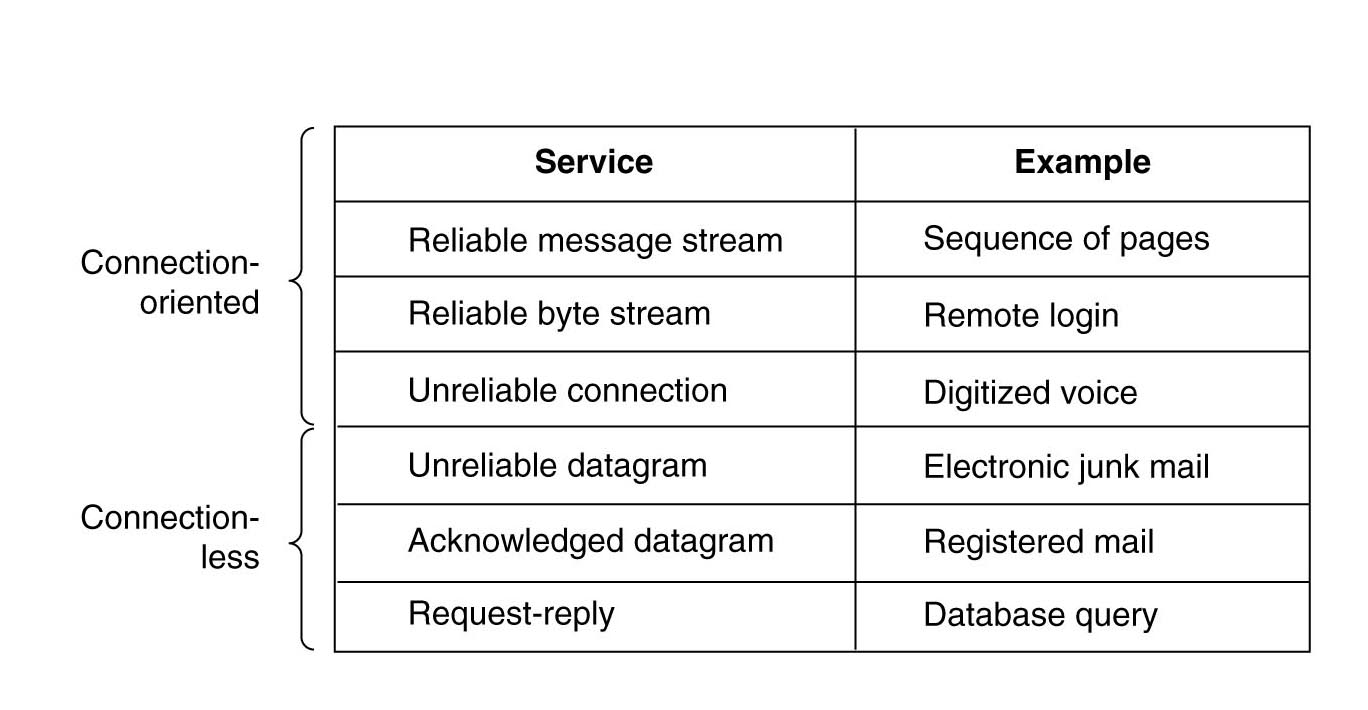 Service Example
Connection-
oriented
Reliable message stream Sequence of pages
Reliable byte stream Remote login
Unreliable connection Digitized voice
Connection-
less
Unreliable datagram Electronic junk mail
Acknowledged datagram Registered mail
Request-reply Database query